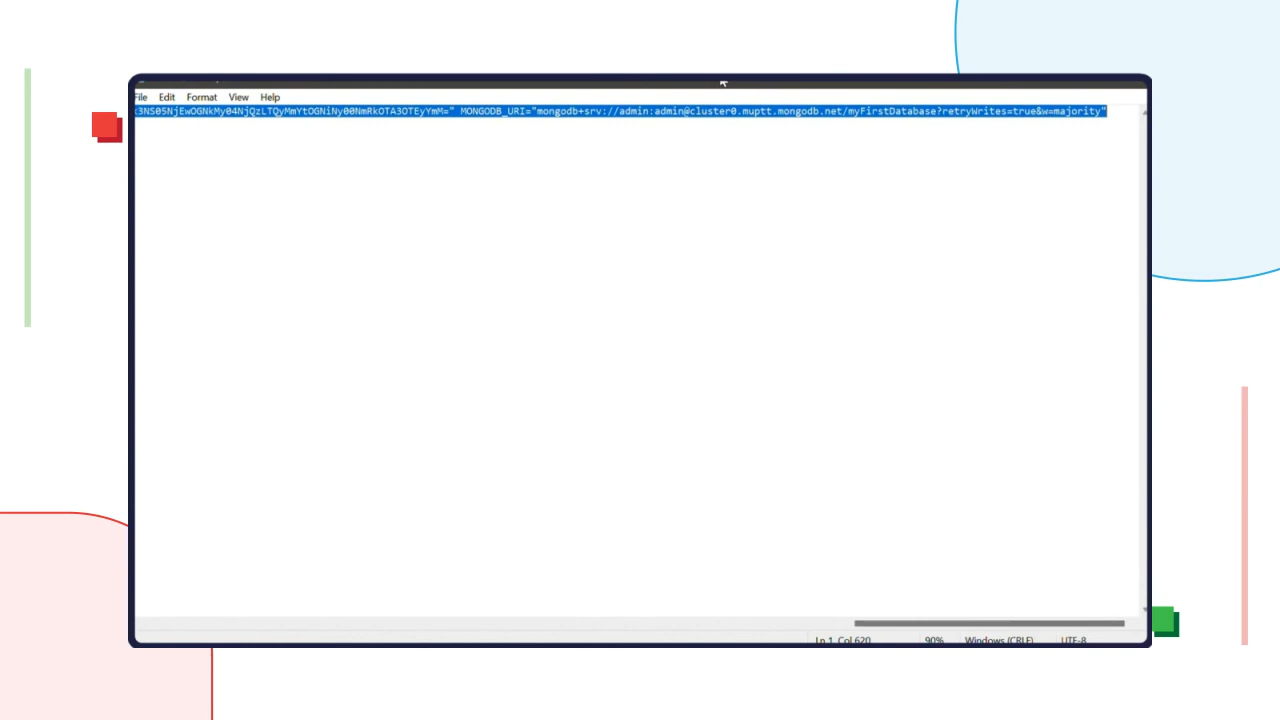 File Edit Format View Help
3NS05NjEwOGNkMy04NjQzLTQyMmYtOGNiNy00NmRkOTA3OTEyYmM=" MONGODB_URI="mongodb+srv://admin:admin@cluster0.muptt.mongodb.net/myFirstDatabase?retryWrites=true&w=majority"
Ln 1, Col 620 90% Windows (CRLF) UTF-8